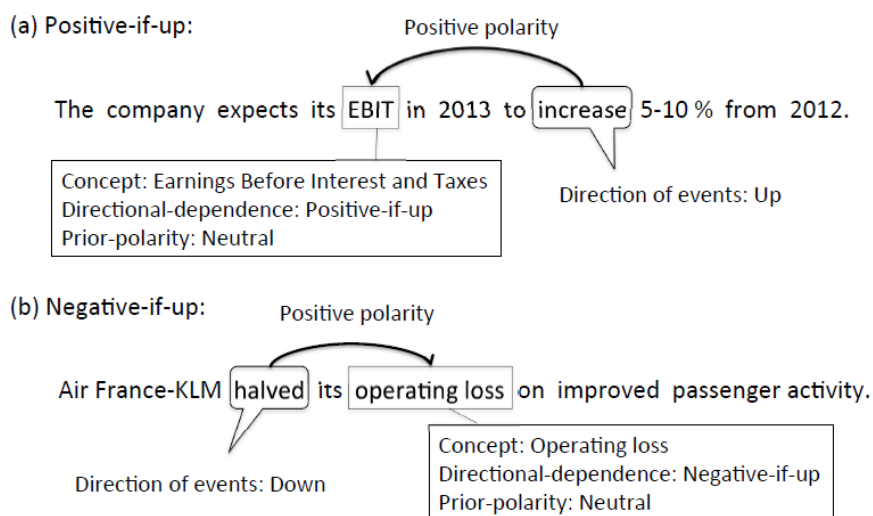 (a) Positive-if-up:
Positive polarity
The company expects its EBIT in 2013 to increase 5-10 % from 2012.
Concept: Earnings Before Interest and Taxes
Directional-dependence: Positive-if-up
Prior-polarity: Neutral
Direction of events: Up
(b) Negative-if-up:
Positive polarity
Air France-KLM halved its operating loss on improved passenger activity.
Direction of events: Down
Concept: Operating loss
Directional-dependence: Negative-if-up
Prior-polarity: Neutral